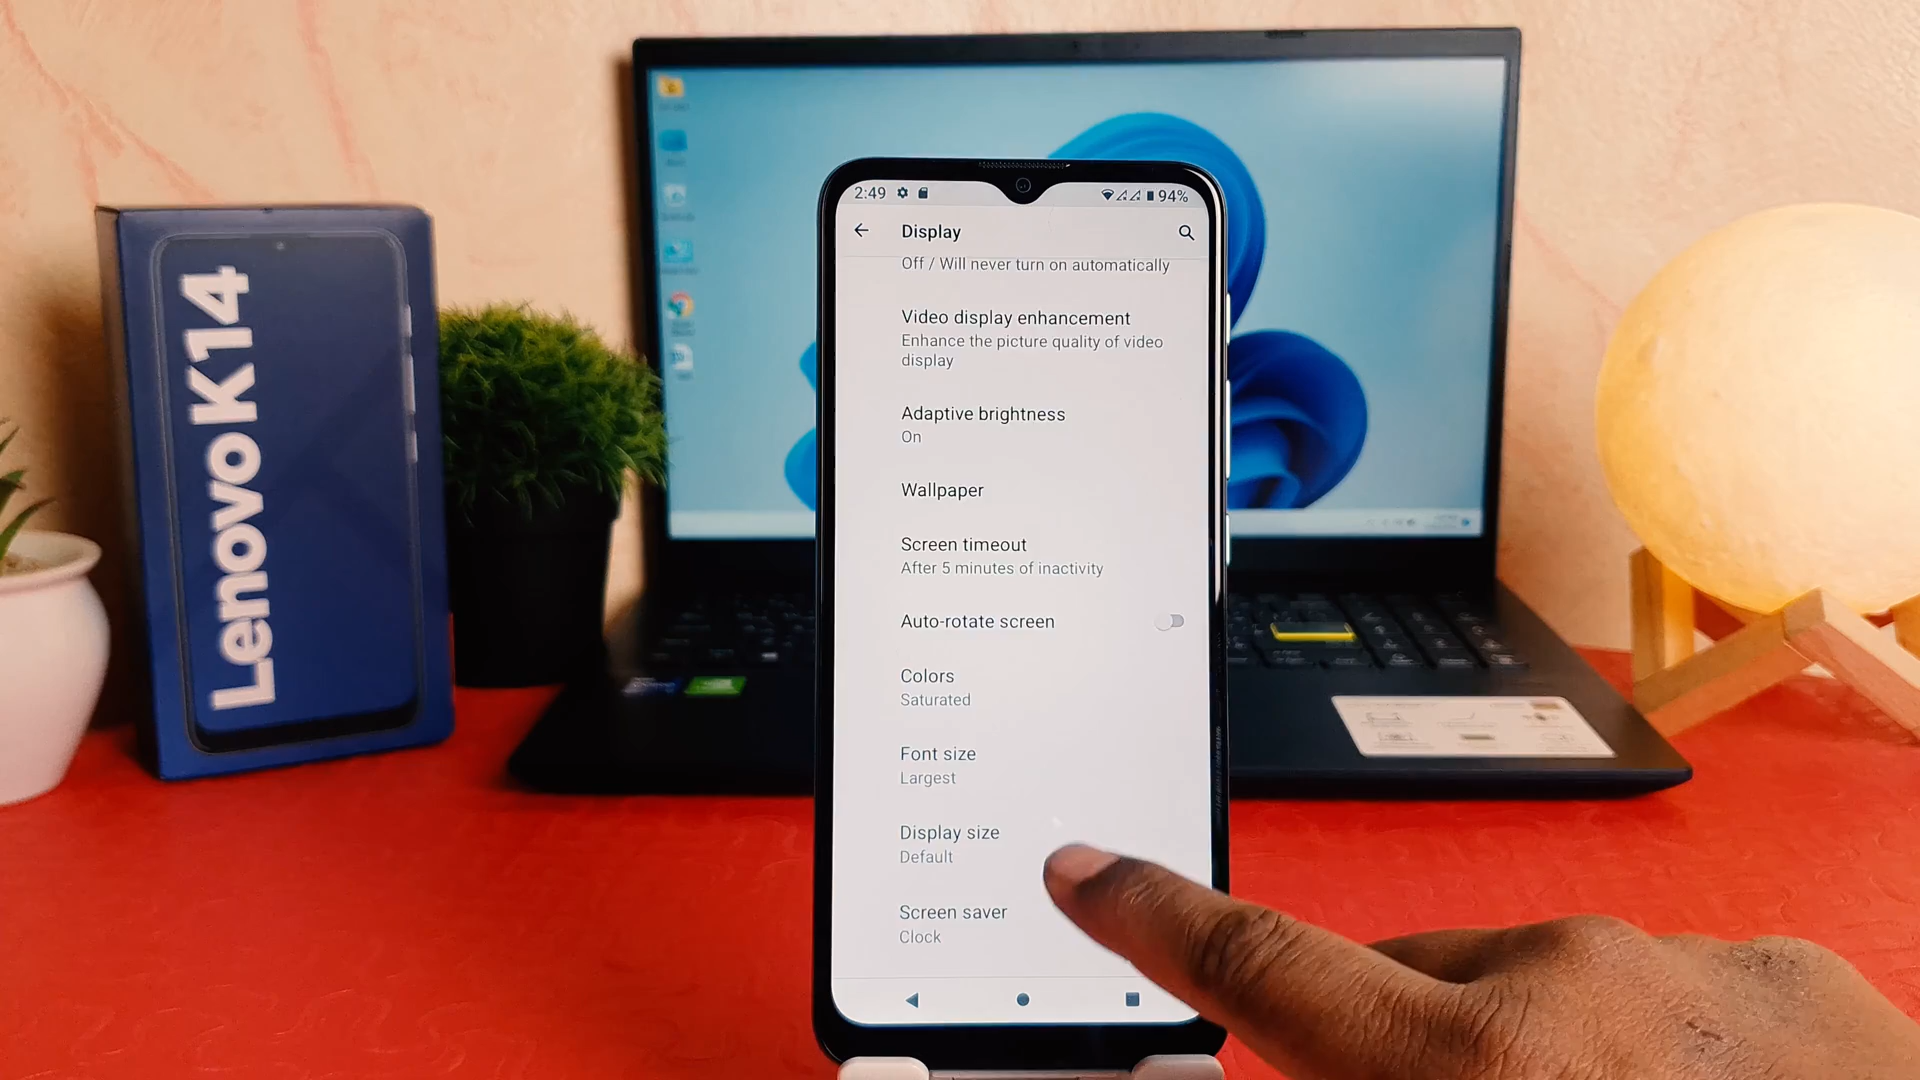 Lenovo K14
2:49
94%
Display
Off / Will never turn on automatically
Video display enhancement
Enhance the picture quality of video
display
Adaptive brightness
On
Wallpaper
Screen timeout
After 5 minutes of inactivity
Auto-rotate screen
Colors
Saturated
Font size
Largest
Display size
Default
Screen saver
Clock